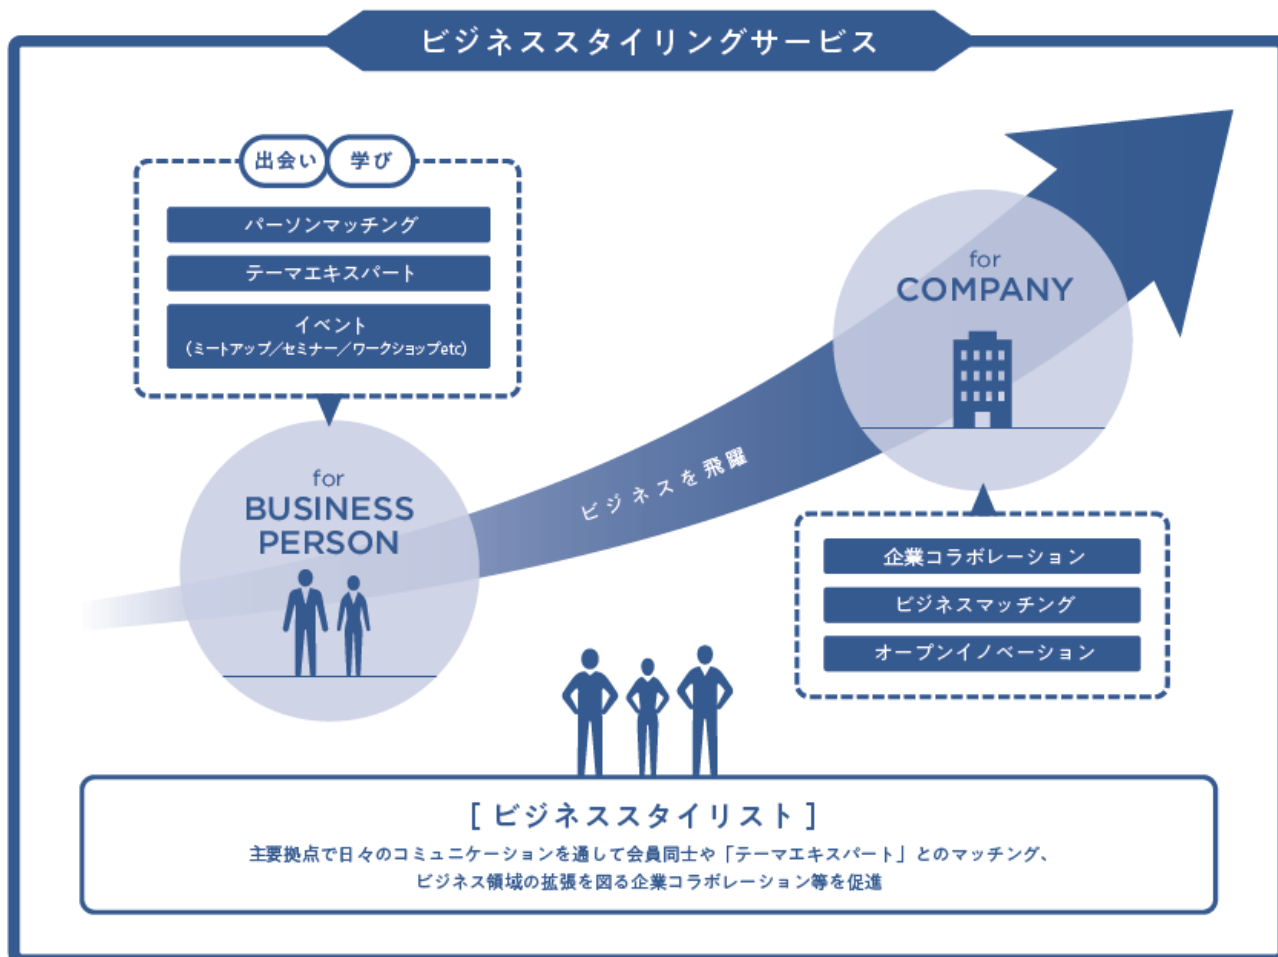 ビジネススタイリングサービス
出会い 学び
パーソンマッチング
テーマエキスパート
イベント
(ミートアップ／セミナー／ワークショップetc)
for
BUSINESS
PERSON
ビジネスを飛躍
for
COMPANY
企業コラボレーション
ビジネスマッチング
オープンイノベーション
[ ビジネススタイリスト ]
主要拠点で日々のコミュニケーションを通して会員同士や「テーマエキスパート」とのマッチング、
ビジネス領域の拡張を図る企業コラボレーション等を促進